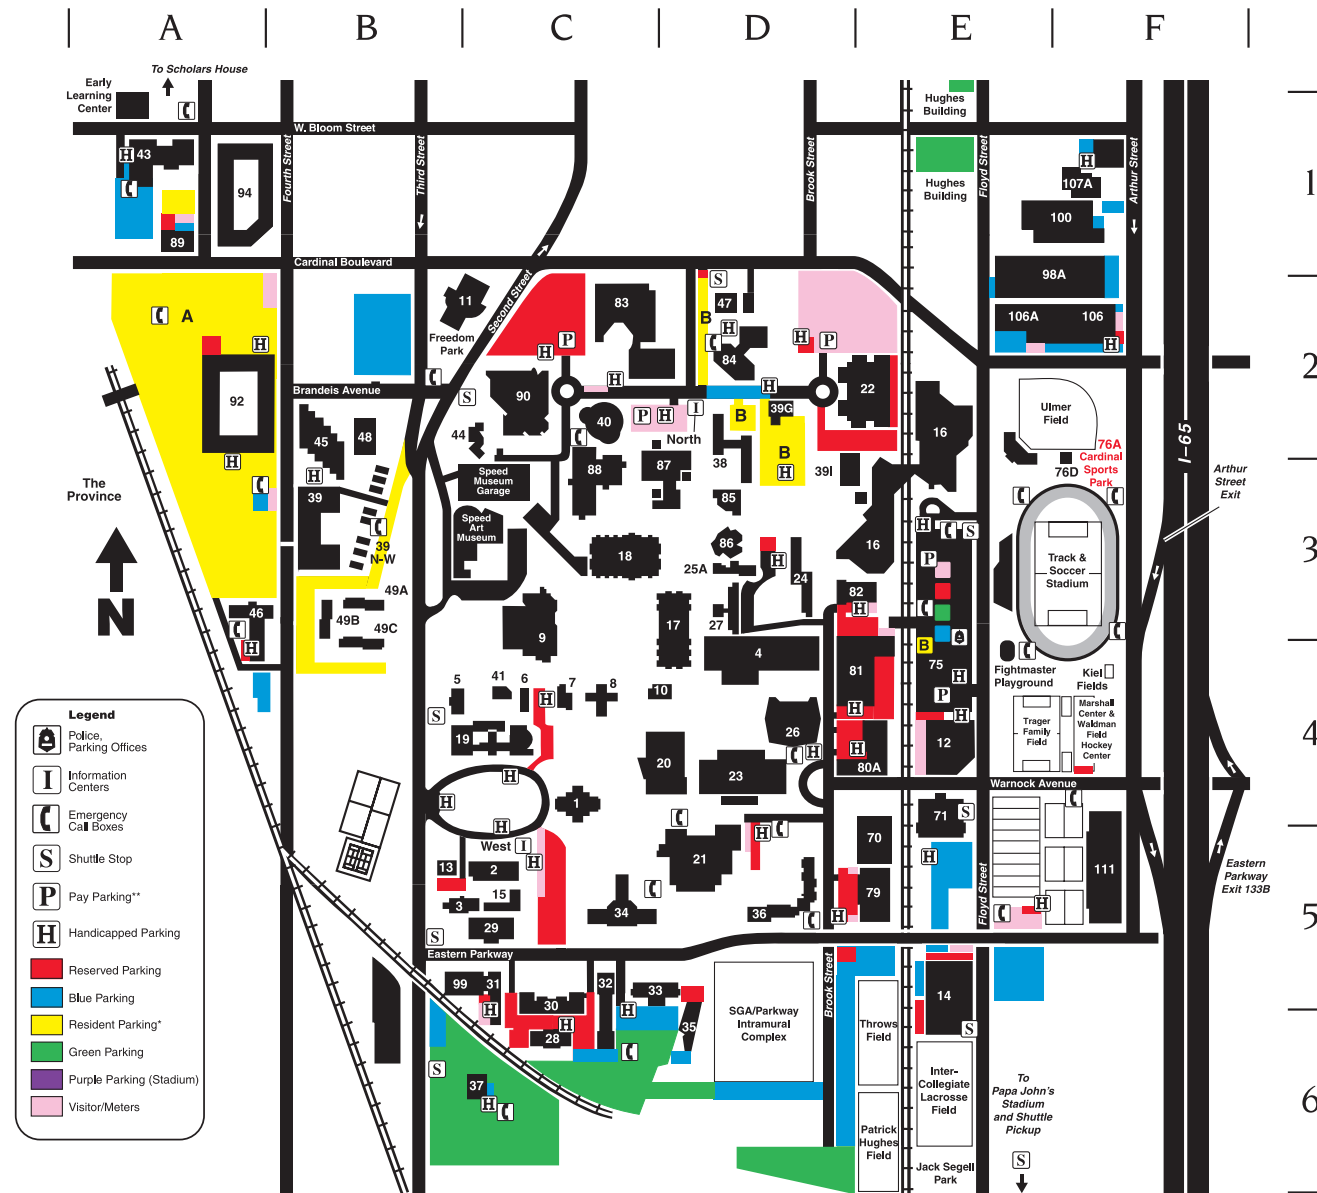 A
B
C
D
E
F
To Scholars House
Early
Learning
Center
Hughes
Building
W. Bloom Street
Fourth Street
Third Street
Brook Street
Floyd Street
Arthur Street
H
43
94
89
Hughes
Building
H
107A
100
1
Cardinal Boulevard
Second Street
98A
A
H
92
H
11
Freedom
Park
83
H
P
H
S
47
B
H
84
H
P
106A
106
H
2
22
Brandeis Avenue
S
90
H
40
P
H
I
North
B
39G
B
H
16
Ulmer
Field
76A
Cardinal
Sports
Park
76D
I-65
Arthur
Street
Exit
45
48
H
39
44
Speed
Museum
Garage
88
87
38
39I
85
The
Province
N
39
N-W
Speed
Art
Museum
18
86
25A
H
24
16
H
S
P
Track &
Soccer
Stadium
3
46
H
49A
49B
49C
9
17
27
82
H
4
B
75
81
H
P
H
H
Fightmaster
Playground
Kiel
Fields
5
41
6
H
7
8
10
S
19
20
26
H
23
H
80A
12
Trager
Family
Field
Marshall
Center &
Waldman
Field
Hockey
Center
4
Warnock Avenue
H
H
H
1
West
I
H
21
H
70
71
S
H
Floyd Street
111
Eastern
Parkway
Exit 133B
13
2
15
3
29
S
34
36
79
H
H
5
Eastern Parkway
Brook Street
99
31
H
30
28
H
32
H
33
35
SGA/Parkway
Intramural
Complex
Throws
Field
14
S
S
37
H
Inter-
Collegiate
Lacrosse
Field
Patrick
Hughes
Field
Jack Segell
Park
To
Papa John's
Stadium
and Shuttle
Pickup
S
6
Legend
Police,
Parking Offices
I
Information
Centers
Emergency
Call Boxes
S
Shuttle Stop
P
Pay Parking**
H
Handicapped Parking
Reserved Parking
Blue Parking
Resident Parking*
Green Parking
Purple Parking (Stadium)
Visitor/Meters